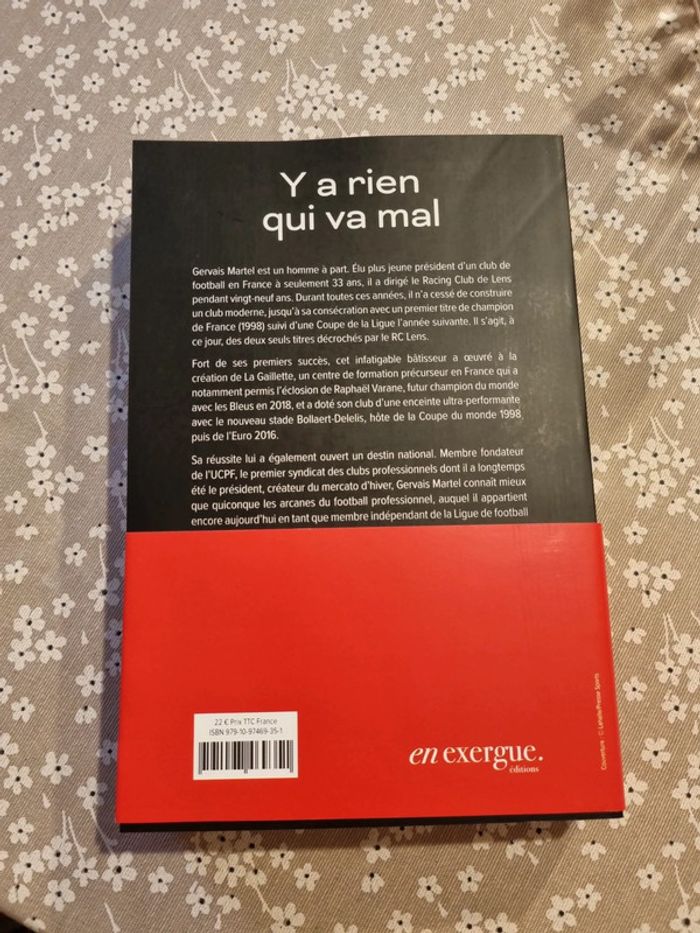 Y a rien
qui va mal
Gervais Martel est un homme à part. Élu plus jeune président d'un club de
football en France à seulement 33 ans, il a dirigé le Racing Club de Lens
pendant vingt-neuf ans. Durant toutes ces années, il n'a cessé de construire
un club moderne, jusqu'à sa consécration avec un premier titre de champion
de France (1998) suivi d'une Coupe de la Ligue l'année suivante. Il s'agit, à
ce jour, des deux seuls titres décrochés par le RC Lens.
Fort de ses premiers succès, cet infatigable bâtisseur a œuvré à la
création de La Gaillette, un centre de formation précurseur en France qui a
notamment permis l'éclosion de Raphaël Varane, futur champion du monde
avec les Bleus en 2018, et a doté son club d'une enceinte ultra-performante
avec le nouveau stade Bollaert-Delelis, hôte de la Coupe du monde 1998
puis de l'Euro 2016.
Sa réussite lui a également ouvert un destin national. Membre fondateur
de l'UCPF, le premier syndicat des clubs professionnels dont il a longtemps
été le président, créateur du mercato d'hiver, Gervais Martel connaît mieux
que quiconque les arcanes du football professionnel, auquel il appartient
encore aujourd'hui en tant que membre indépendant de la Ligue de football
22 € Prix TTC France
ISBN 979-10-97469-35-1
en exergue.
éditions
Couverture : © Lahalle/Presse Sports